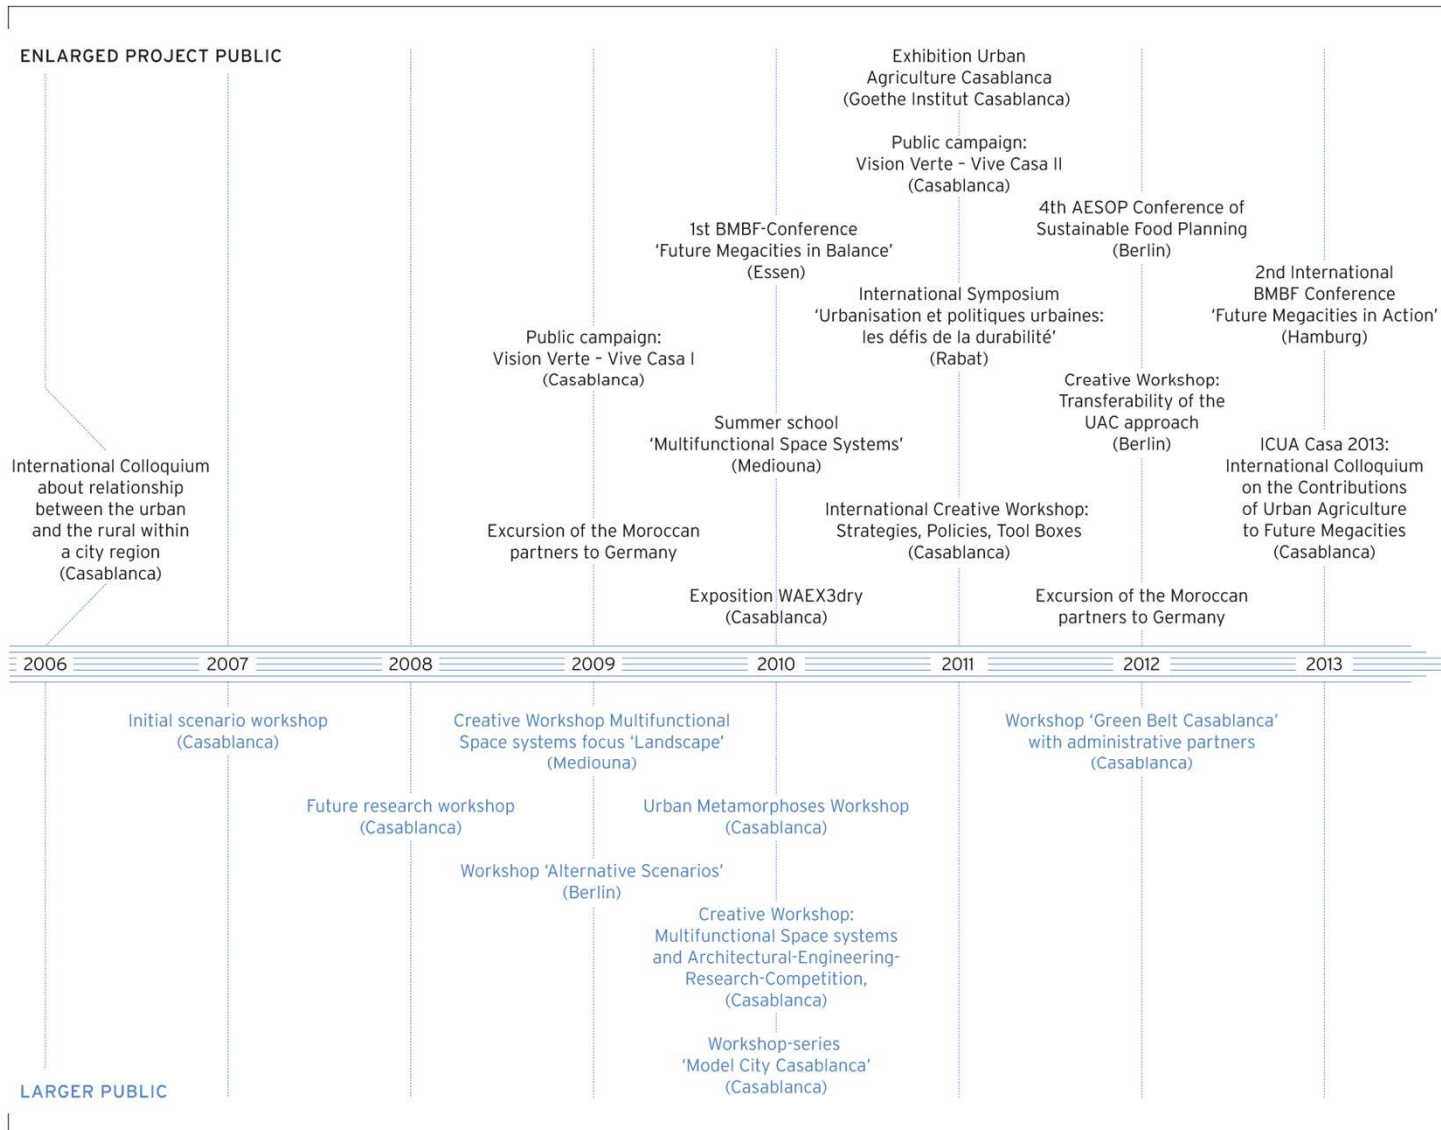 ENLARGED PROJECT PUBLIC
International Colloquium
about relationship
between the urban
and the rural within
a city region
(Casablanca)
Public campaign:
Vision Verte – Vive Casa I
(Casablanca)
Excursion of the Moroccan
partners to Germany
1st BMBF-Conference
‘Future Megacities in Balance’
(Essen)
Summer school
‘Multifunctional Space Systems’
(Mediouna)
Exposition WAEX3dry
(Casablanca)
Exhibition Urban
Agriculture Casablanca
(Goethe Institut Casablanca)
Public campaign:
Vision Verte – Vive Casa II
(Casablanca)
International Symposium
‘Urbanisation et politiques urbaines:
les défis de la durabilité’
(Rabat)
International Creative Workshop:
Strategies, Policies, Tool Boxes
(Casablanca)
4th AESOP Conference of
Sustainable Food Planning
(Berlin)
Creative Workshop:
Transferability of the
UAC approach
(Berlin)
Excursion of the Moroccan
partners to Germany
2nd International
BMBF Conference
‘Future Megacities in Action’
(Hamburg)
ICUA Casa 2013:
International Colloquium
on the Contributions
of Urban Agriculture
to Future Megacities
(Casablanca)
2006 2007 2008 2009 2010 2011 2012 2013
Initial scenario workshop
(Casablanca)
Future research workshop
(Casablanca)
Creative Workshop Multifunctional
Space systems focus ‘Landscape’
(Mediouna)
Workshop ‘Alternative Scenarios’
(Berlin)
Urban Metamorphoses Workshop
(Casablanca)
Creative Workshop:
Multifunctional Space systems
and Architectural-Engineering-
Research-Competition,
(Casablanca)
Workshop-series
‘Model City Casablanca’
(Casablanca)
Workshop ‘Green Belt Casablanca’
with administrative partners
(Casablanca)
LARGER PUBLIC